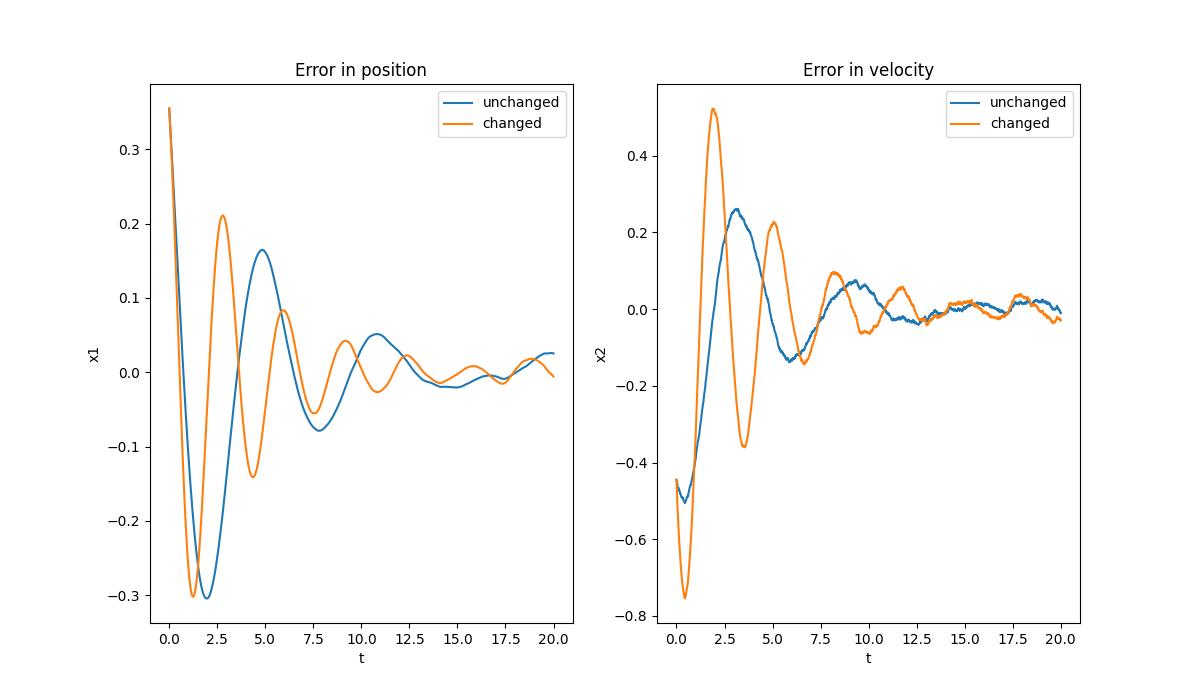 Error in position
unchanged
changed
x1
0.3
0.2
0.1
0.0
−0.1
−0.2
−0.3
0.0 2.5 5.0 7.5 10.0 12.5 15.0 17.5 20.0
t
Error in velocity
unchanged
changed
x2
0.4
0.2
0.0
−0.2
−0.4
−0.6
−0.8
0.0 2.5 5.0 7.5 10.0 12.5 15.0 17.5 20.0
t